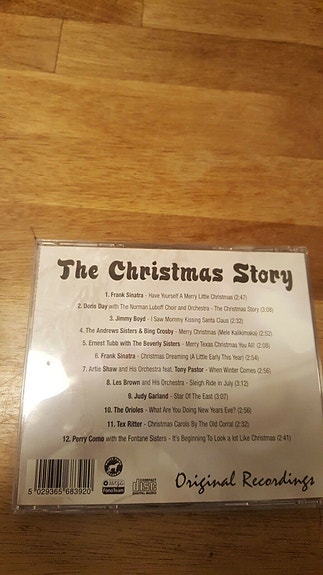 The Christmas Story
1. Frank Sinatra - Have Yourself A Merry Little Christmas (2:47)
2. Doris Day with The Norman Luboff Choir and Orchestra - The Christmas Story (3:08)
3. Jimmy Boyd - I Saw Mommy Kissing Santa Claus (2:32)
4. The Andrews Sisters & Bing Crosby - Merry Christmas (Mele Kalikimaka) (2:52)
5. Ernest Tubb with The Beverly Sisters - Merry Texas Christmas You All! (2:08)
6. Frank Sinatra - Christmas Dreaming (A Little Early This Year) (2:54)
7. Artie Shaw and His Orchestra feat. Tony Pastor - When Winter Comes (2:56)
8. Les Brown and His Orchestra - Sleigh Ride in July (3:12)
9. Judy Garland - Star Of The East (3:07)
10. The Orioles - What Are You Doing New Years Eve? (2:56)
11. Tex Ritter - Christmas Carols By The Old Corral (2:32)
12. Perry Como with the Fontane Sisters - It's Beginning To Look a Lot like Christmas (2:41)
5 029365 683920
FonoTeam
COMPACT
disc
DIGITAL AUDIO
Original Recordings